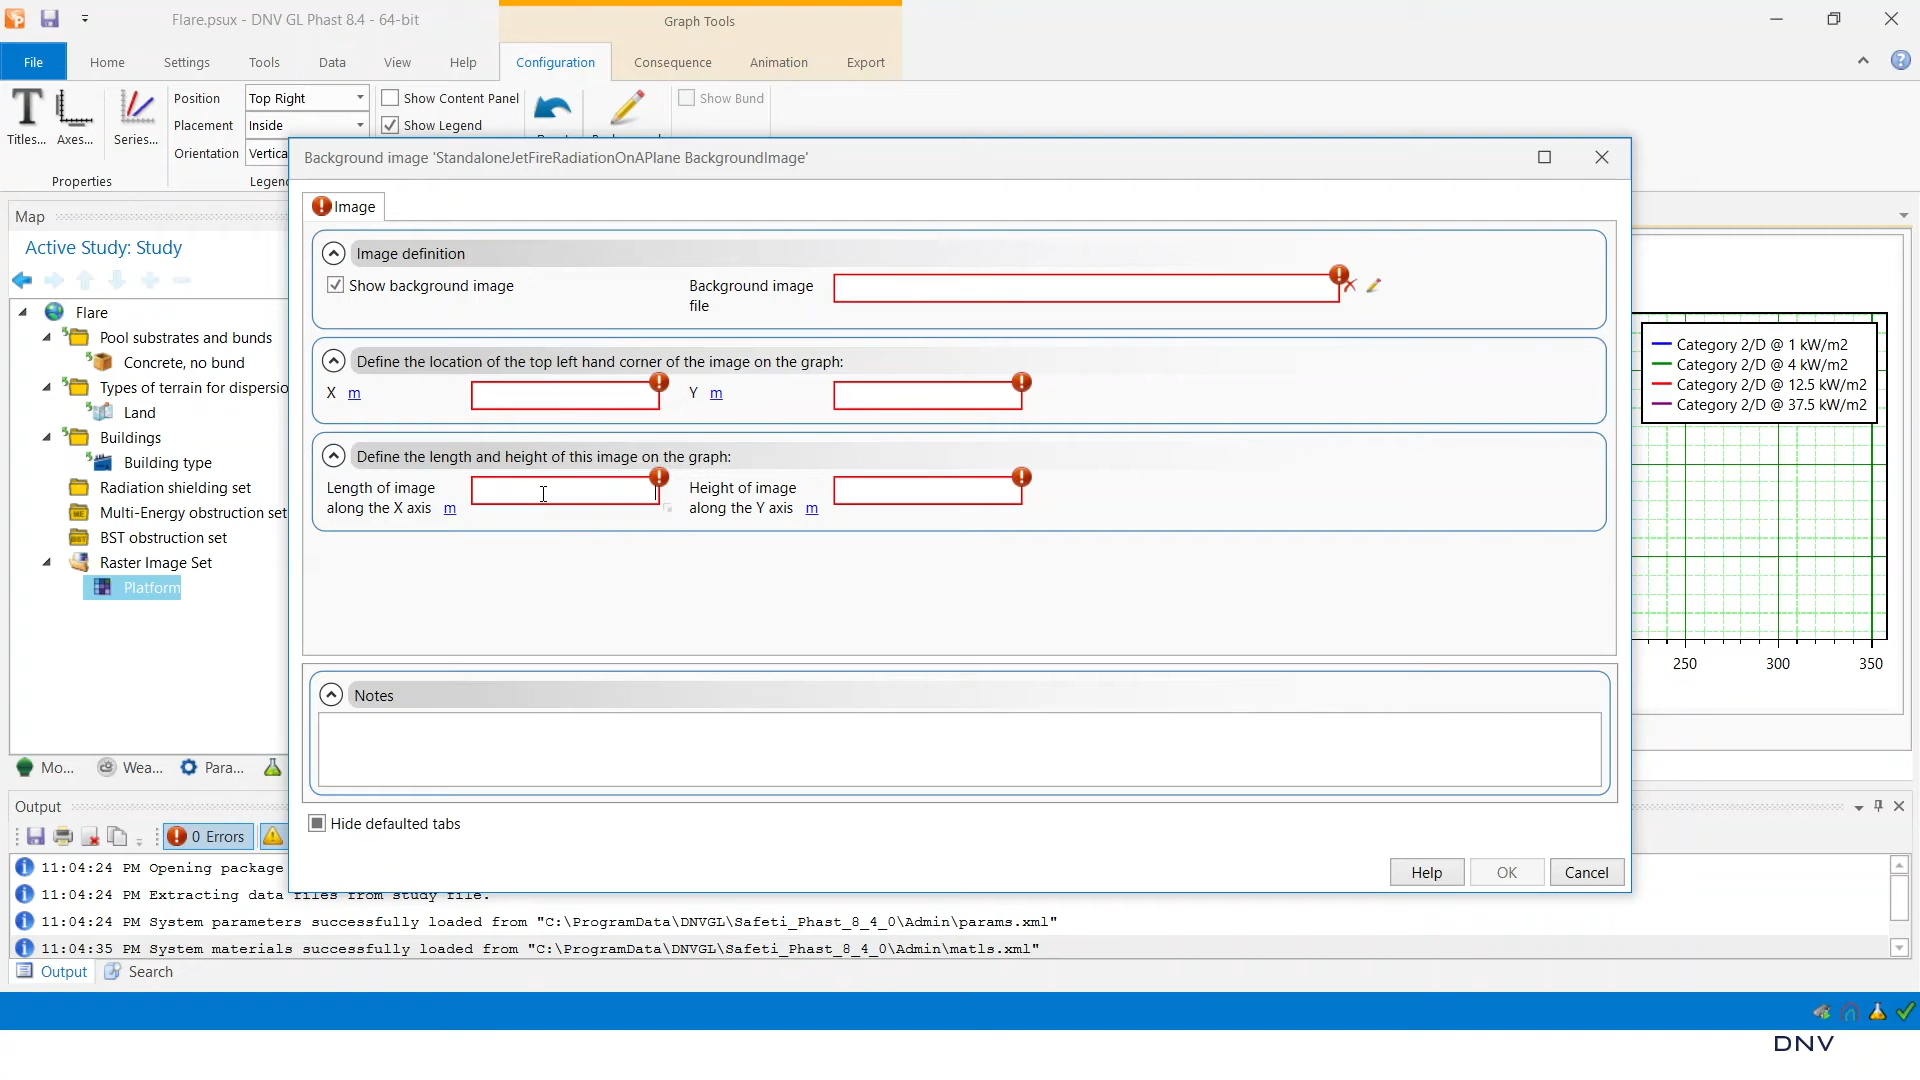 Flare.psux - DNV GL Phast 8.4 - 64-bit
Graph Tools
File
Home
Settings
Tools
Data
View
Help
Configuration
Consequence
Animation
Export
Titles...
Axes...
Series...
Properties
Position
Top Right
Placement
Inside
Orientation
Vertica
Legen
Show Content Panel
Show Legend
Show Bund
Map
Active Study: Study
Flare
Pool substrates and bunds
Concrete, no bund
Types of terrain for dispersio
Land
Buildings
Building type
Radiation shielding set
Multi-Energy obstruction set
BST obstruction set
Raster Image Set
Platform
Mo...
Wea...
Para...
Background image 'StandaloneJetFireRadiationOnAPlane BackgroundImage'
Image
Image definition
Show background image
Background image
file
Define the location of the top left hand corner of the image on the graph:
X m
Y m
Define the length and height of this image on the graph:
Length of image
along the X axis m
Height of image
along the Y axis m
Notes
Hide defaulted tabs
Help
OK
Cancel
Category 2/D @ 1 kW/m2
Category 2/D @ 4 kW/m2
Category 2/D @ 12.5 kW/m2
Category 2/D @ 37.5 kW/m2
250
300
350
Output
0 Errors
11:04:24 PM Opening package
11:04:24 PM Extracting data files from study file.
11:04:24 PM System parameters successfully loaded from "C:\ProgramData\DNVGL\Safeti_Phast_8_4_0\Admin\params.xml"
11:04:35 PM System materials successfully loaded from "C:\ProgramData\DNVGL\Safeti_Phast_8_4_0\Admin\matls.xml"
Output
Search
DNV